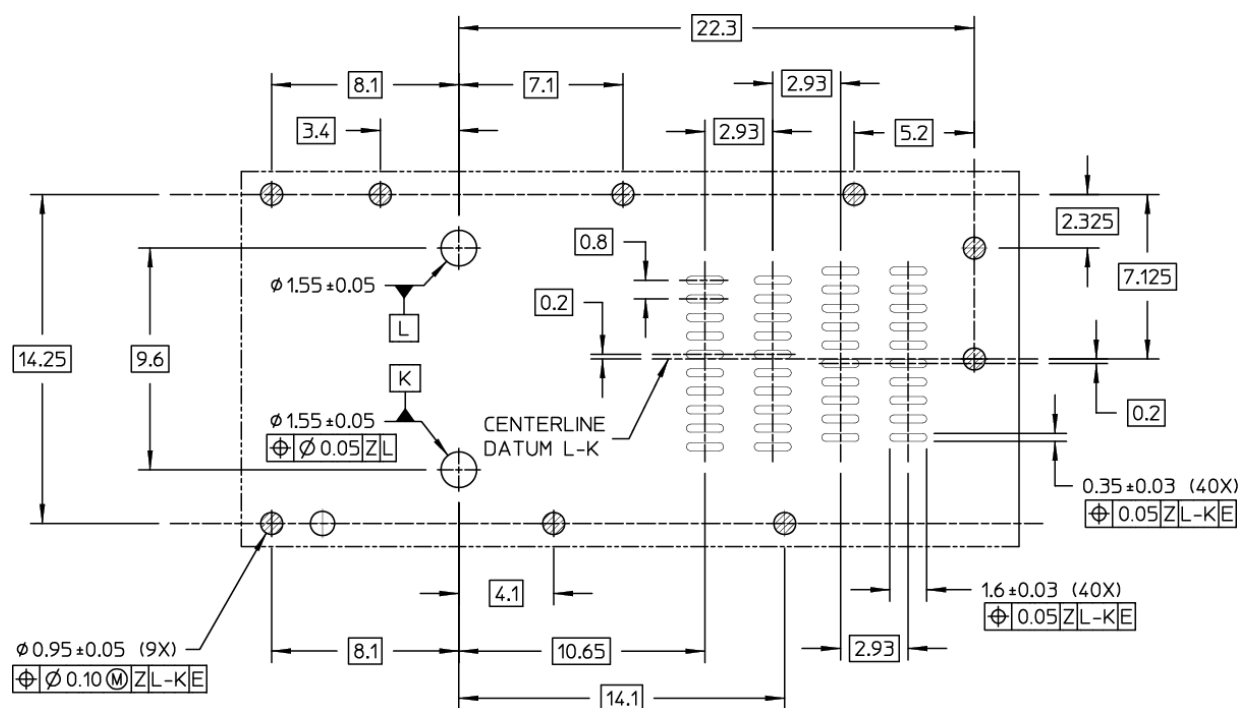 22.3
8.1
7.1
2.93
3.4
2.93
5.2
2.325
0.8
7.125
⌀1.55±0.05
0.2
L
14.25
9.6
K
⌀1.55±0.05
⌖ ⌀0.05 Z L
CENTERLINE
DATUM L-K
0.2
0.35±0.03 (40X)
⌖ 0.05 Z L-K E
4.1
1.6±0.03 (40X)
⌖ 0.05 Z L-K E
⌀0.95±0.05 (9X)
⌖ ⌀0.10 Ⓜ Z L-K E
8.1
10.65
2.93
14.1